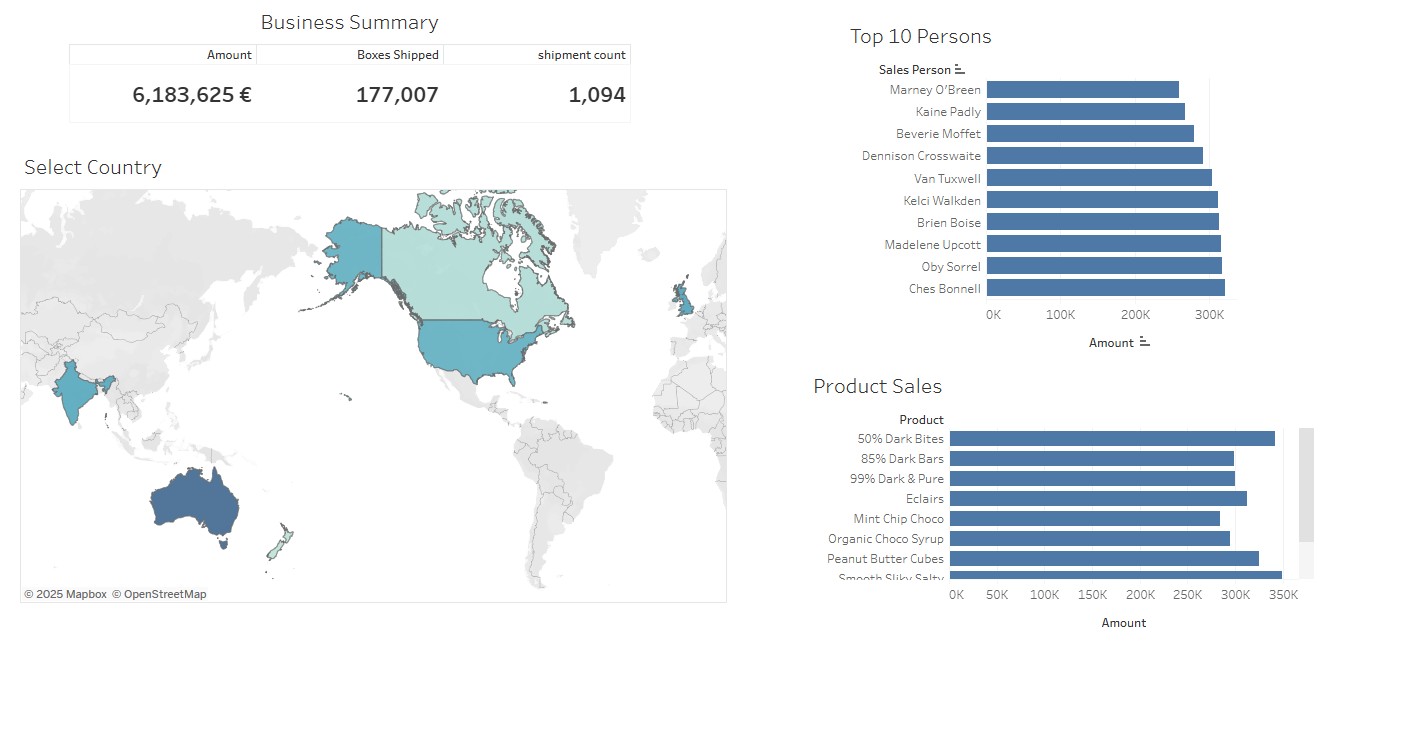 Business Summary
Amount Boxes Shipped shipment count
6,183,625 € 177,007 1,094
Select Country
© 2025 Mapbox © OpenStreetMap
Top 10 Persons
Sales Person
Marney O’Breen
Kaine Padly
Beverie Moffet
Dennison Crosswaite
Van Tuxwell
Kelci Walkden
Brien Boise
Madelene Upcott
Oby Sorrel
Ches Bonnell
0K 100K 200K 300K
Amount
Product Sales
Product
50% Dark Bites
85% Dark Bars
99% Dark & Pure
Eclairs
Mint Chip Choco
Organic Choco Syrup
Peanut Butter Cubes
Smooth Sliky Salty
0K 50K 100K 150K 200K 250K 300K 350K
Amount